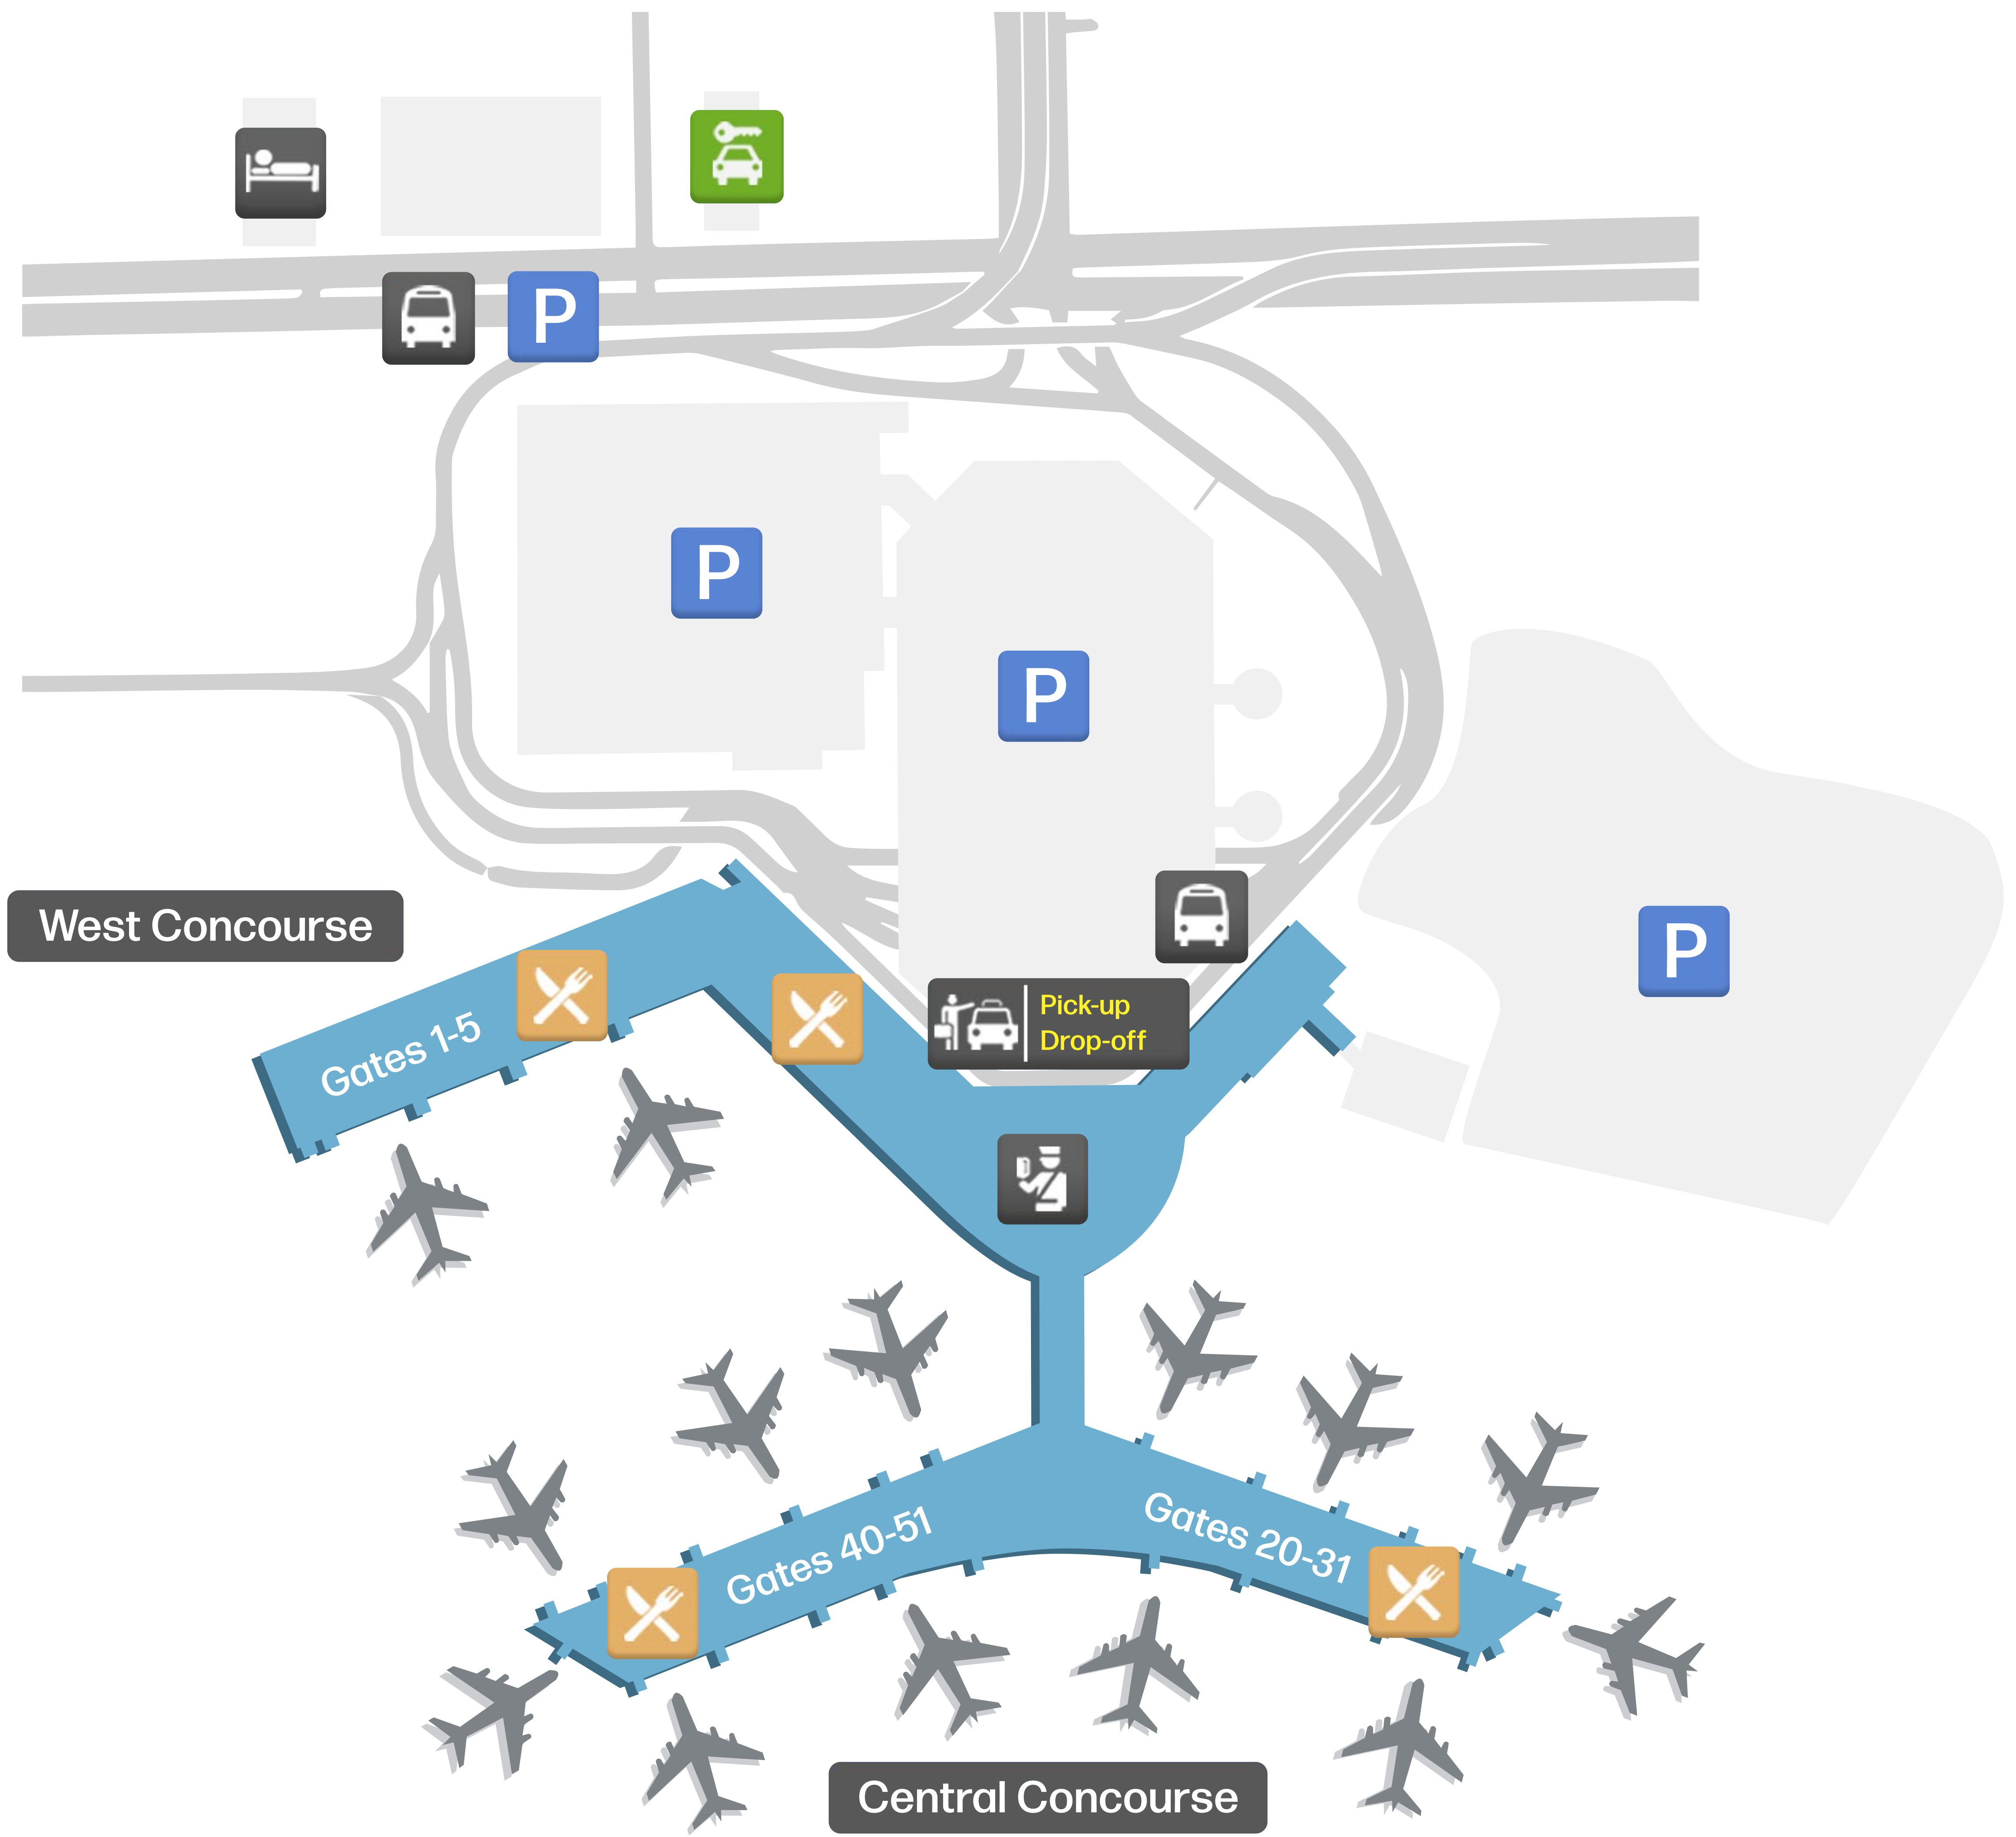 P
P
P
West Concourse
P
Pick-up
Drop-off
Gates 1-5
Gates 40-51
Gates 20-31
Central Concourse